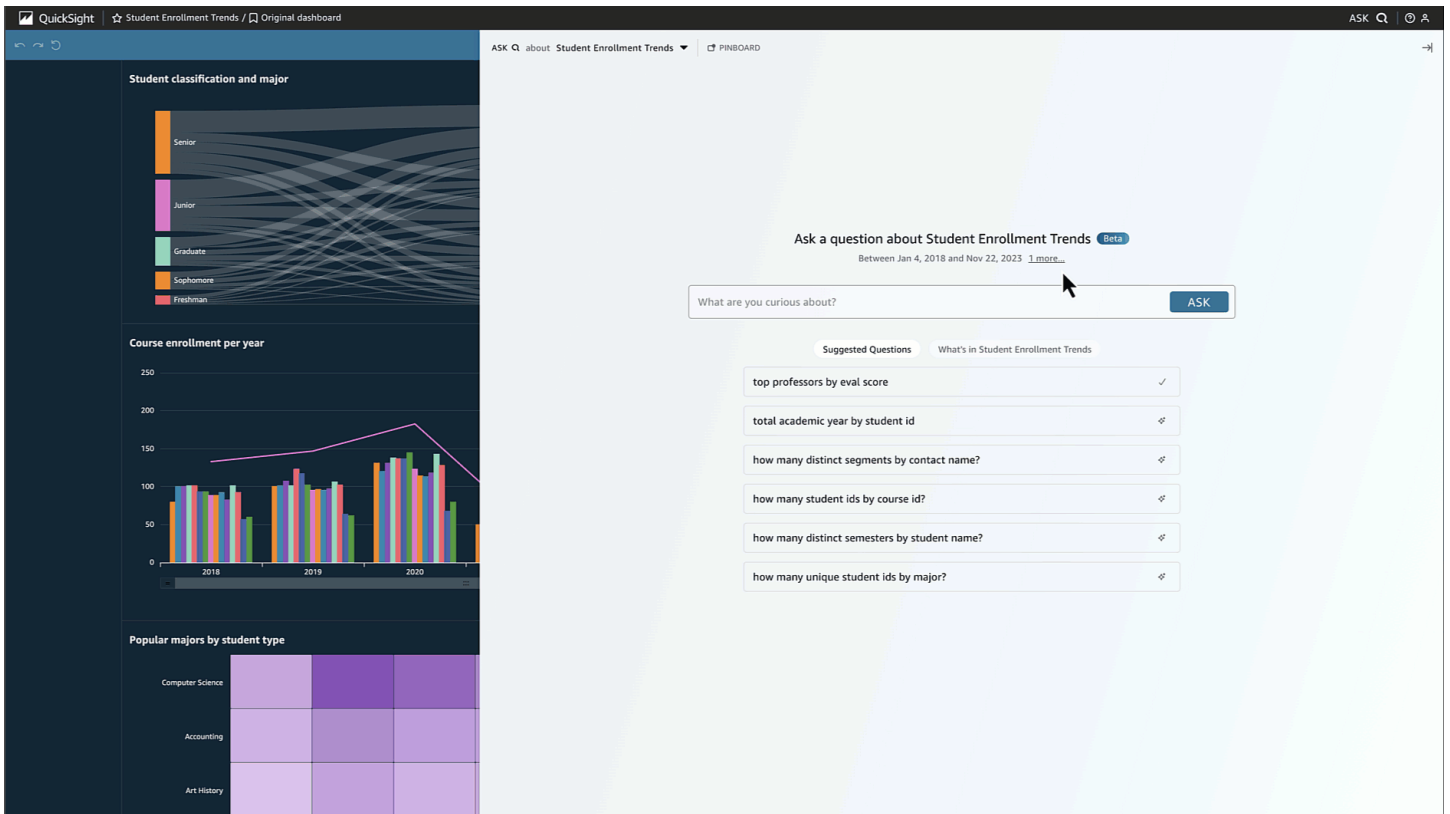 QuickSight Student Enrollment Trends / Original dashboard ASK
ASK about Student Enrollment Trends PINBOARD
Student classification and major
Senior
Junior
Graduate
Sophomore
Freshman
Course enrollment per year
250
200
150
100
50
0
2018 2019 2020
Popular majors by student type
Computer Science
Accounting
Art History
Ask a question about Student Enrollment Trends Beta
Between Jan 4, 2018 and Nov 22, 2023 1 more...
What are you curious about? ASK
Suggested Questions What's in Student Enrollment Trends
top professors by eval score
total academic year by student id
how many distinct segments by contact name?
how many student ids by course id?
how many distinct semesters by student name?
how many unique student ids by major?